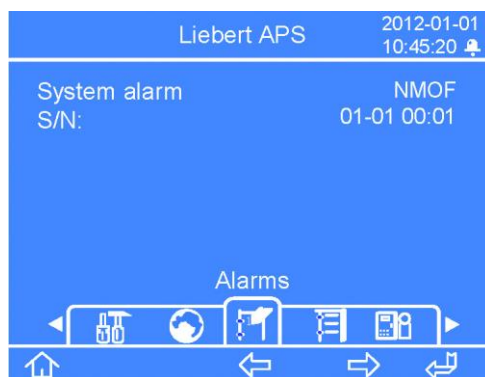 Liebert APS
2012-01-01
10:45:20
System alarm NMOF
S/N: 01-01 00:01
Alarms